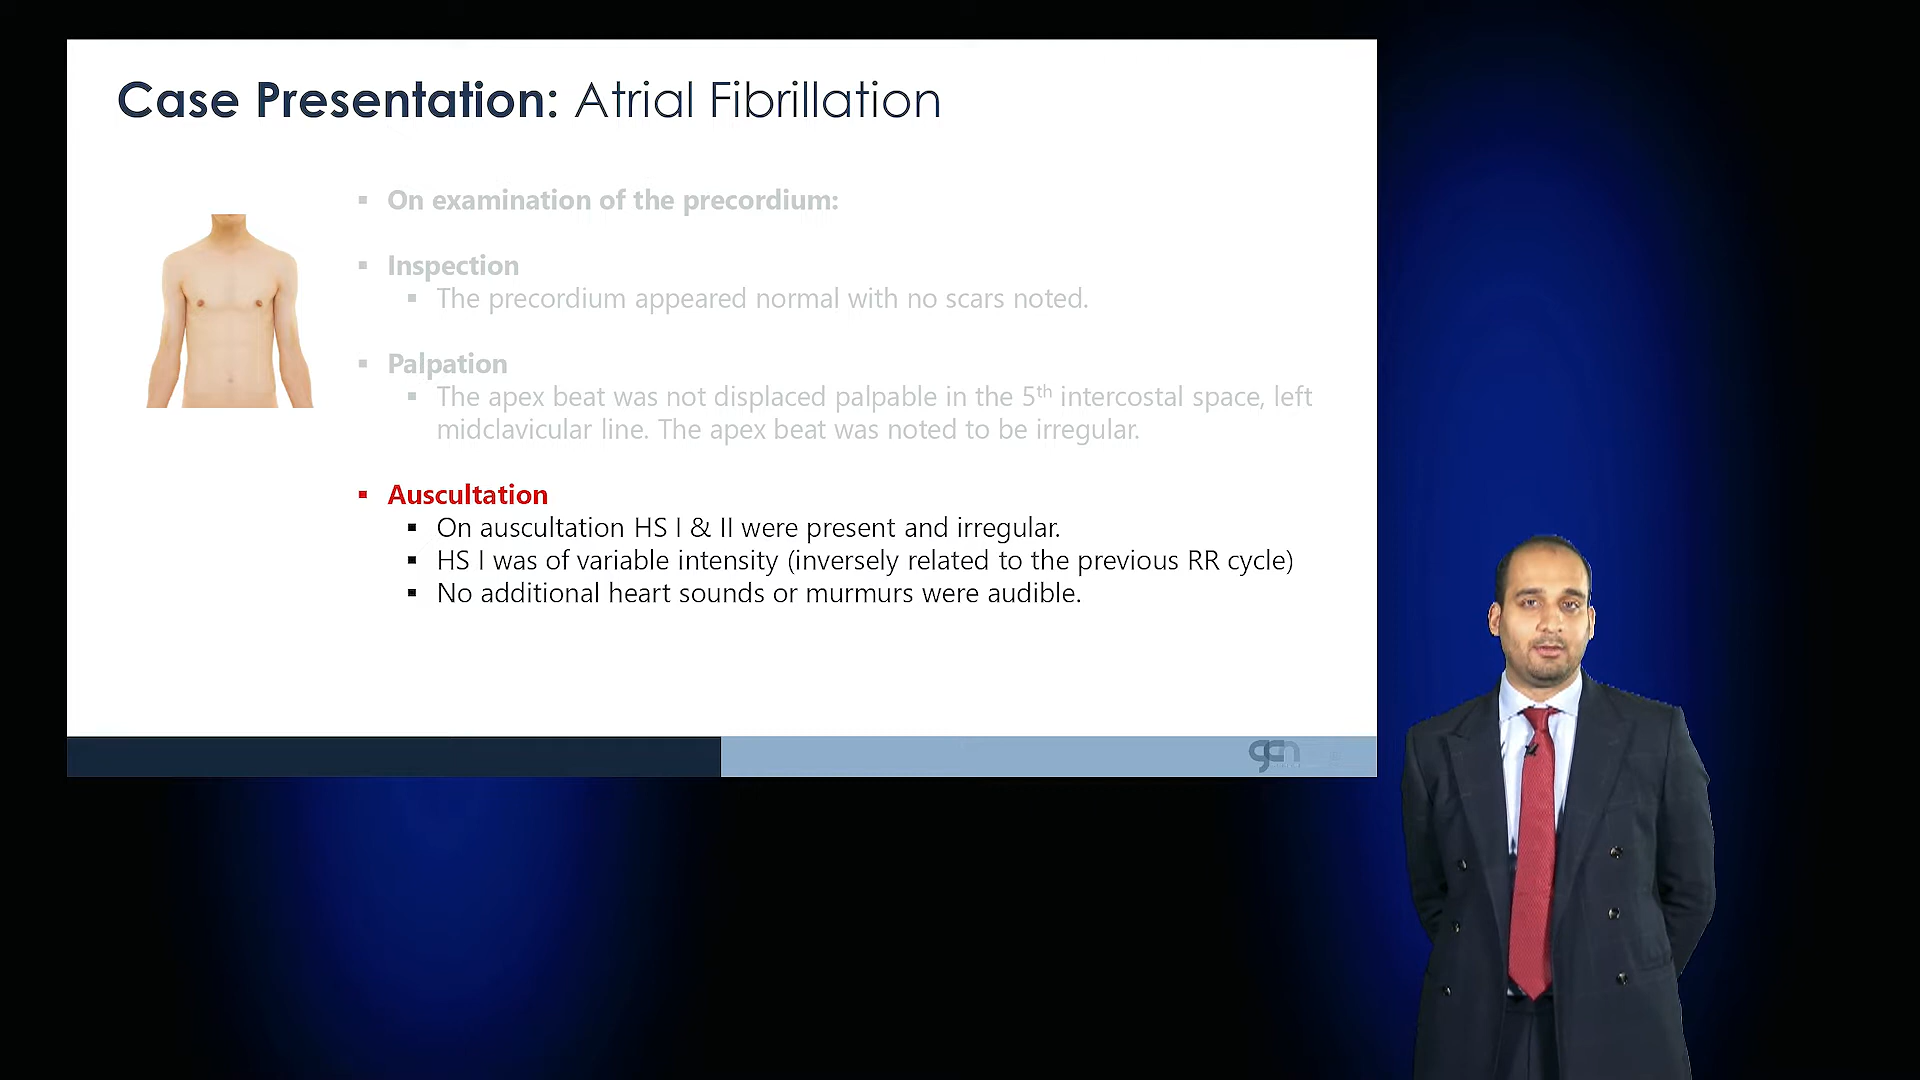 Case Presentation: Atrial Fibrillation
▪ On examination of the precordium:
▪ Inspection
▪ The precordium appeared normal with no scars noted.
▪ Palpation
▪ The apex beat was not displaced palpable in the 5th intercostal space, left
midclavicular line. The apex beat was noted to be irregular.
▪ Auscultation
▪ On auscultation HS I & II were present and irregular.
▪ HS I was of variable intensity (inversely related to the previous RR cycle)
▪ No additional heart sounds or murmurs were audible.